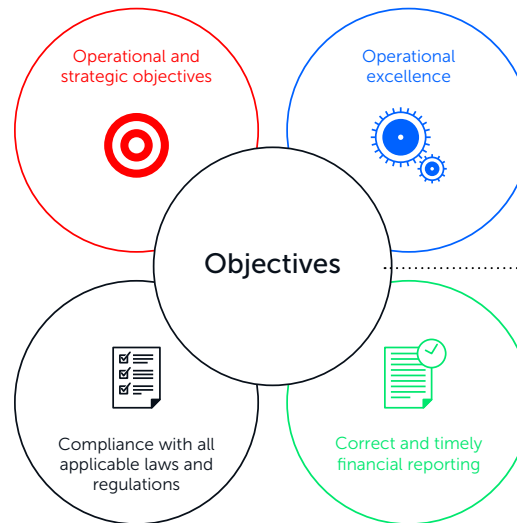 Operational and
strategic objectives
Operational
excellence
Objectives
Compliance with all
applicable laws and
regulations
Correct and timely
financial reporting